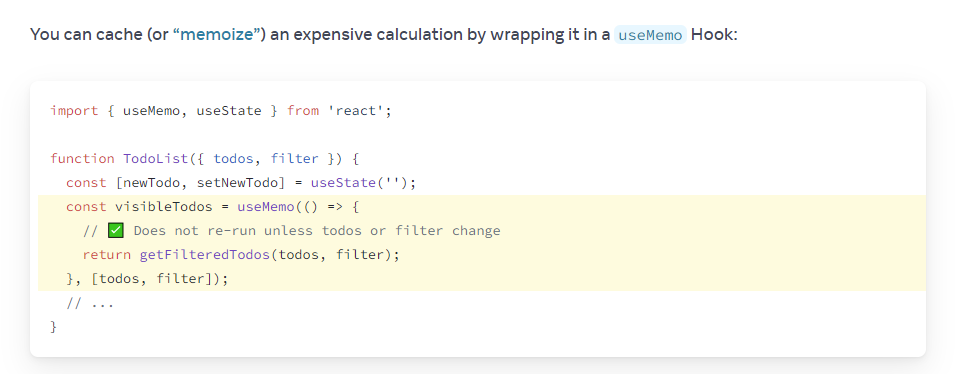 You can cache (or “memoize”) an expensive calculation by wrapping it in a useMemo Hook:
import { useMemo, useState } from 'react';
function TodoList({ todos, filter }) {
const [newTodo, setNewTodo] = useState('');
const visibleTodos = useMemo(() => {
// ✅ Does not re-run unless todos or filter change
return getFilteredTodos(todos, filter);
}, [todos, filter]);
// ...
}